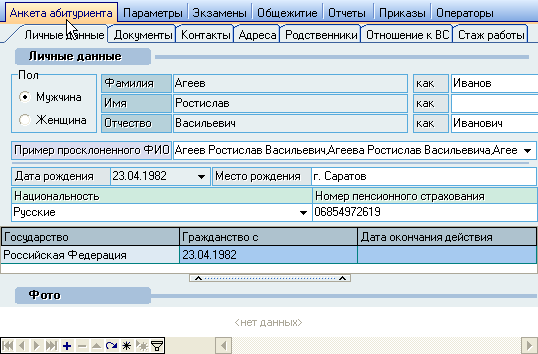 Анкета абитуриента Параметры Экзамены Общежитие Отчеты Приказы Операторы
Личные данные Документы Контакты Адреса Родственники Отношение к ВС Стаж работы
Личные данные
Пол
Мужчина
Женщина
Фамилия Агеев как Иванов
Имя Ростислав как
Отчество Васильевич как Иванович
Пример просклоненного ФИО Агеев Ростислав Васильевич,Агеева Ростислава Васильевича,Агее
Дата рождения 23.04.1982 Место рождения г. Саратов
Национальность Номер пенсионного страхования
Русские 06854972619
Государство Гражданство с Дата окончания действия
Российская Федерация 23.04.1982
Фото
<нет данных>